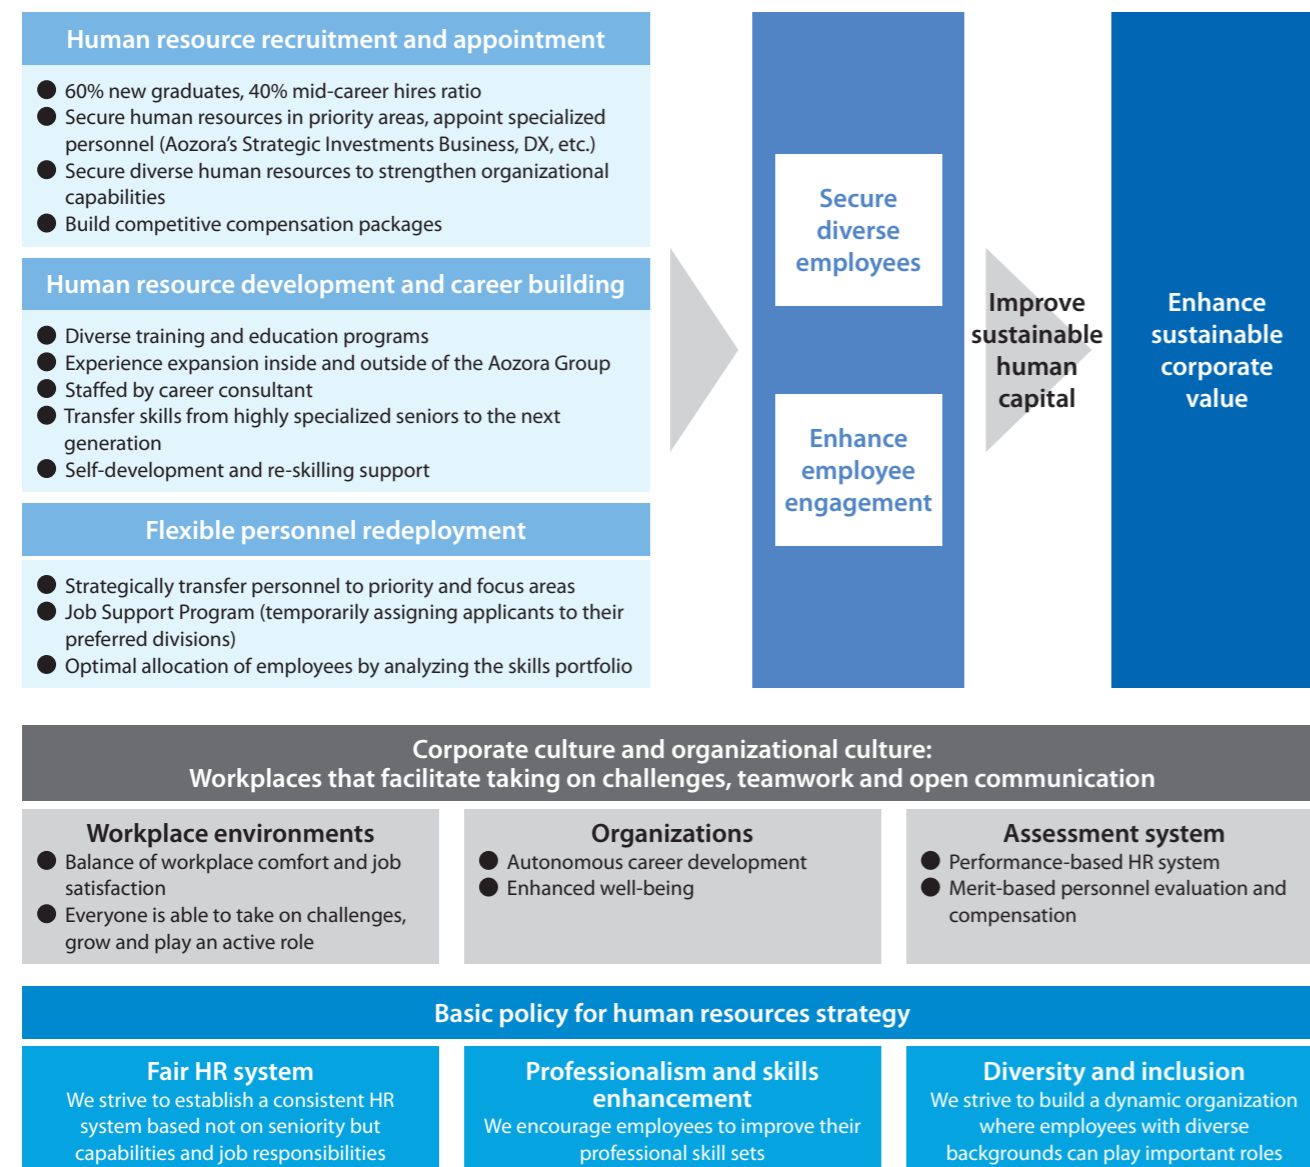 Human resource recruitment and appointment
● 60% new graduates, 40% mid-career hires ratio
● Secure human resources in priority areas, appoint specialized
personnel (Aozora's Strategic Investments Business, DX, etc.)
● Secure diverse human resources to strengthen organizational
capabilities
● Build competitive compensation packages
Human resource development and career building
● Diverse training and education programs
● Experience expansion inside and outside of the Aozora Group
● Staffed by career consultant
● Transfer skills from highly specialized seniors to the next
generation
● Self-development and re-skilling support
Flexible personnel redeployment
● Strategically transfer personnel to priority and focus areas
● Job Support Program (temporarily assigning applicants to their
preferred divisions)
● Optimal allocation of employees by analyzing the skills portfolio
Secure
diverse
employees
Enhance
employee
engagement
Improve
sustainable
human
capital
Enhance
sustainable
corporate
value
Corporate culture and organizational culture:
Workplaces that facilitate taking on challenges, teamwork and open communication
Workplace environments
● Balance of workplace comfort and job
satisfaction
● Everyone is able to take on challenges,
grow and play an active role
Organizations
● Autonomous career development
● Enhanced well-being
Assessment system
● Performance-based HR system
● Merit-based personnel evaluation and
compensation
Basic policy for human resources strategy
Fair HR system
We strive to establish a consistent HR
system based not on seniority but
capabilities and job responsibilities
Professionalism and skills
enhancement
We encourage employees to improve their
professional skill sets
Diversity and inclusion
We strive to build a dynamic organization
where employees with diverse
backgrounds can play important roles